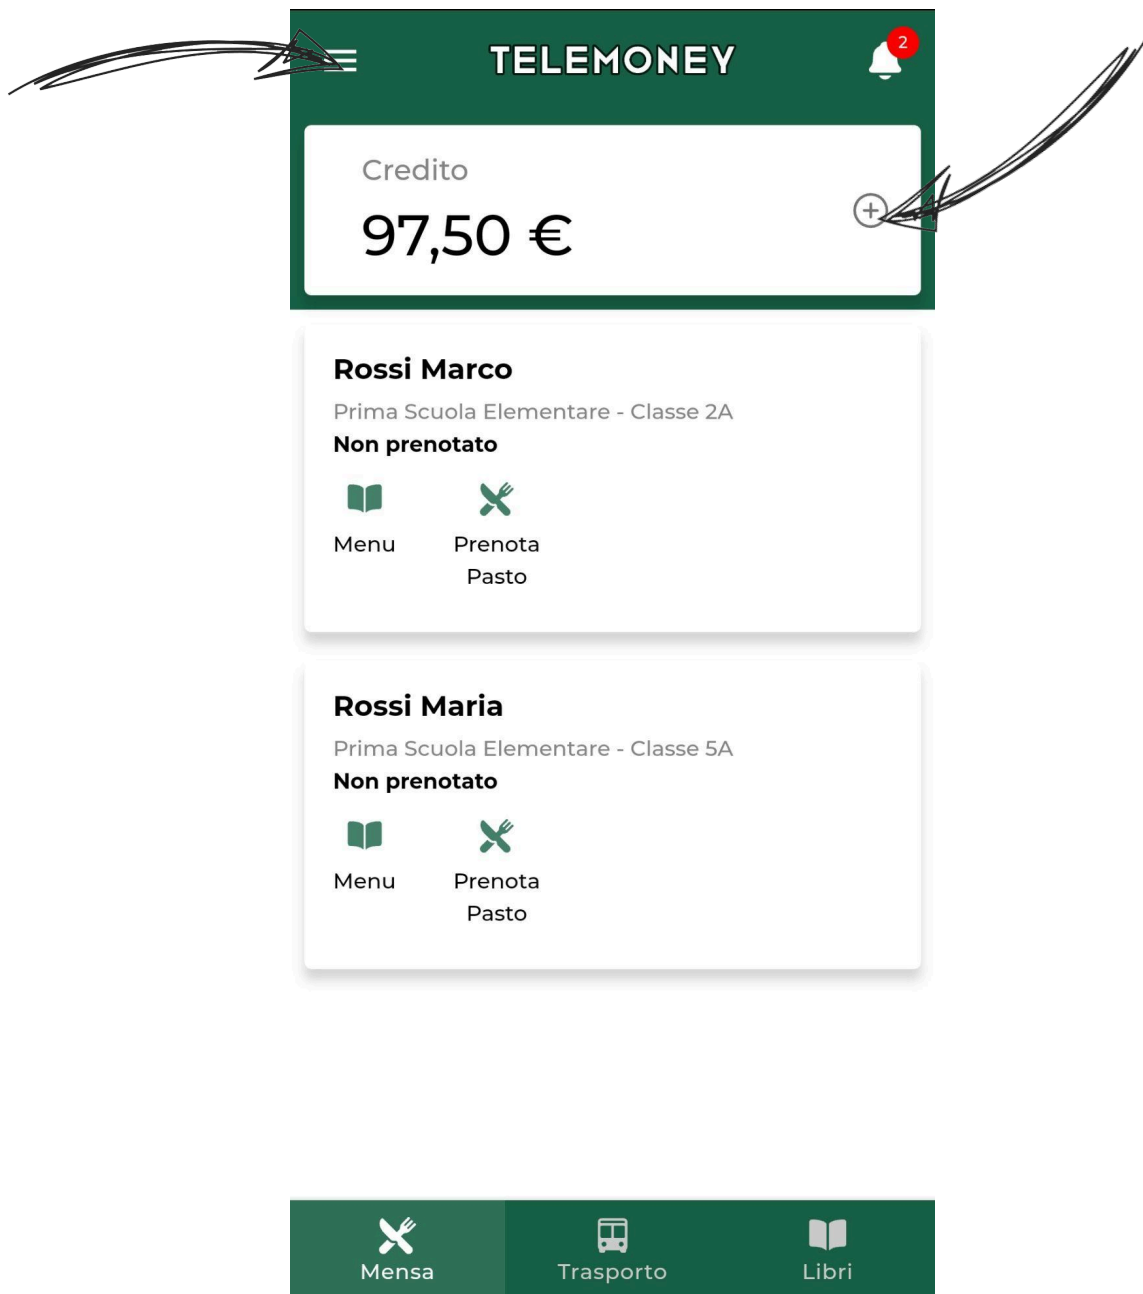 TELEMONEY
2
Credito
97,50 €
Rossi Marco
Prima Scuola Elementare - Classe 2A
Non prenotato
Menu
Prenota
Pasto
Rossi Maria
Prima Scuola Elementare - Classe 5A
Non prenotato
Menu
Prenota
Pasto
Mensa
Trasporto
Libri